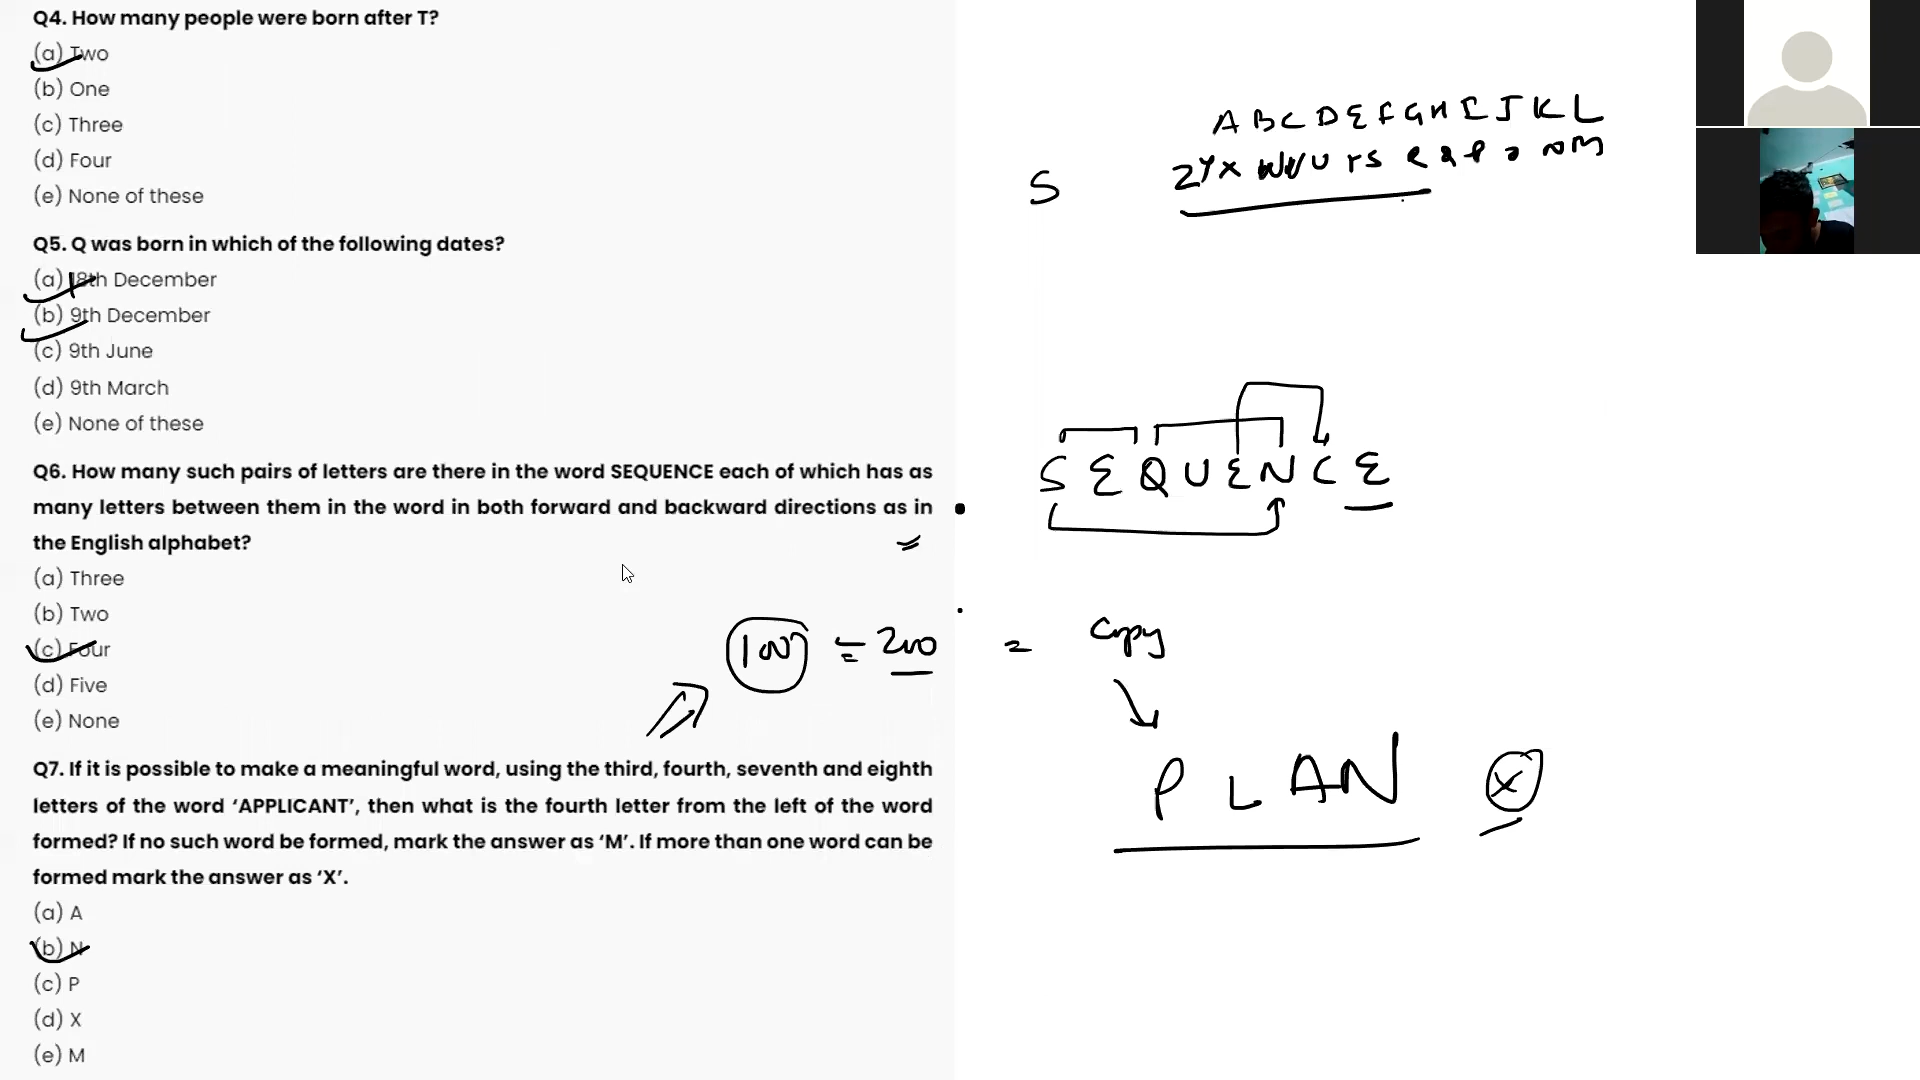 Q4. How many people were born after T?
(a) Two
(b) One
(c) Three
(d) Four
(e) None of these
Q5. Q was born in which of the following dates?
(a) 18th December
(b) 9th December
(c) 9th June
(d) 9th March
(e) None of these
Q6. How many such pairs of letters are there in the word SEQUENCE each of which has as
many letters between them in the word in both forward and backward directions as in
the English alphabet?
(a) Three
(b) Two
(c) Four
(d) Five
(e) None
Q7. If it is possible to make a meaningful word, using the third, fourth, seventh and eighth
letters of the word ‘APPLICANT’, then what is the fourth letter from the left of the word
formed? If no such word be formed, mark the answer as ‘M’. If more than one word can be
formed mark the answer as ‘X’.
(a) A
(b) N
(c) P
(d) X
(e) M
A B C D E F G H I J K L
Z Y X W V U T S R Q P O N M
S
S E Q U E N C E
100 = 200 = Copy
P L A N X